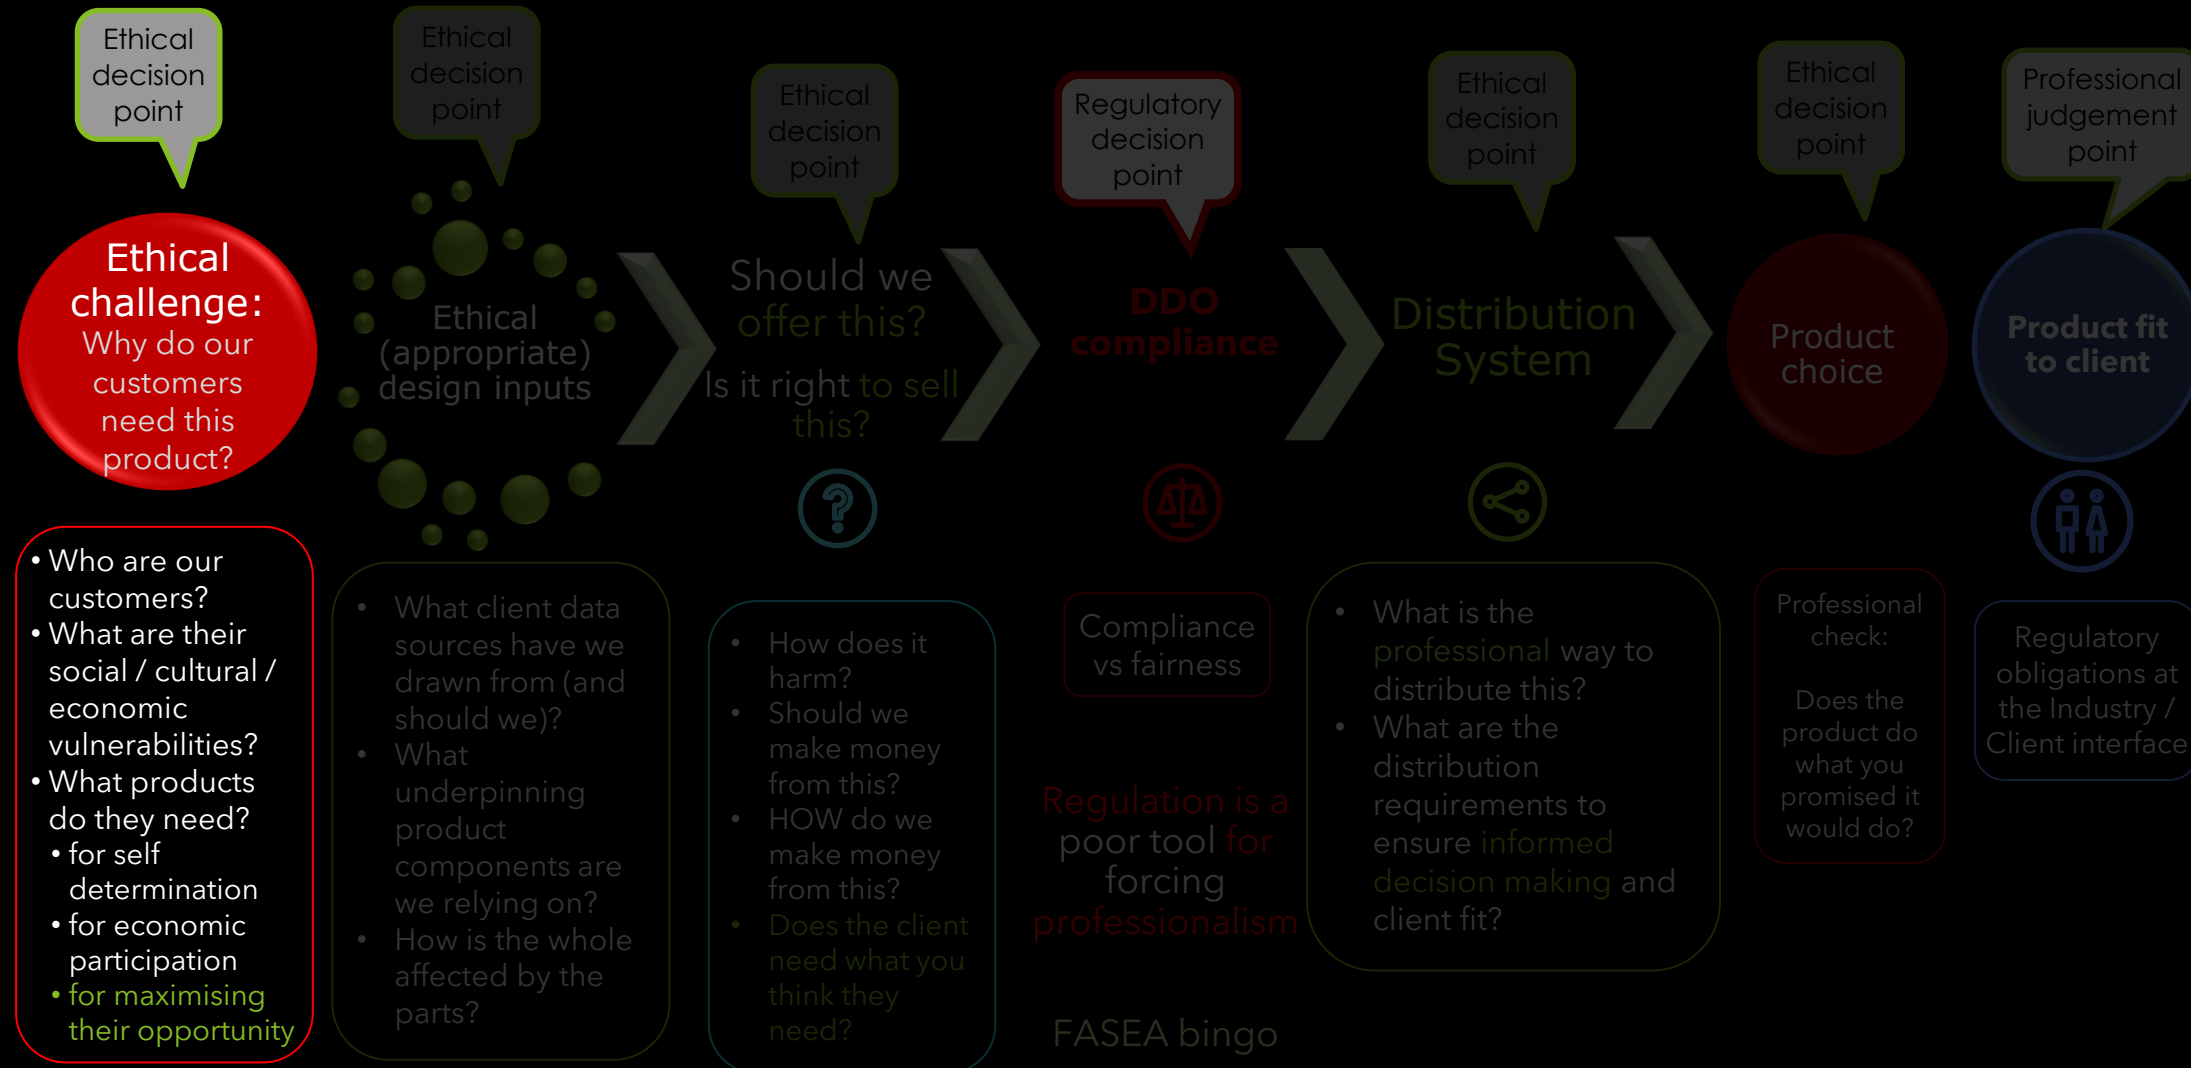 Ethical
decision
point
Ethical
challenge:
Why do our
customers
need this
product?
• Who are our
customers?
• What are their
social / cultural /
economic
vulnerabilities?
• What products
do they need?
• for self
determination
• for economic
participation
• for maximising
their opportunity
Ethical
decision
point
Ethical
(appropriate)
design inputs
• What client data
sources have we
drawn from (and
should we)?
• What
underpinning
product
components are
we relying on?
• How is the whole
affected by the
parts?
Ethical
decision
point
Should we
offer this?
Is it right to sell
this?
?
• How does it
harm?
• Should we
make money
from this?
• HOW do we
make money
from this?
• Does the client
need what you
think they
need?
Regulatory
decision
point
DDO
compliance
Compliance
vs fairness
Regulation is a
poor tool for
forcing
professionalism
FASEA bingo
Ethical
decision
point
Distribution
System
• What is the
professional way to
distribute this?
• What are the
distribution
requirements to
ensure informed
decision making and
client fit?
Ethical
decision
point
Product
choice
Professional
check:
Does the
product do
what you
promised it
would do?
Professional
judgement
point
Product fit
to client
Regulatory
obligations at
the Industry /
Client interface